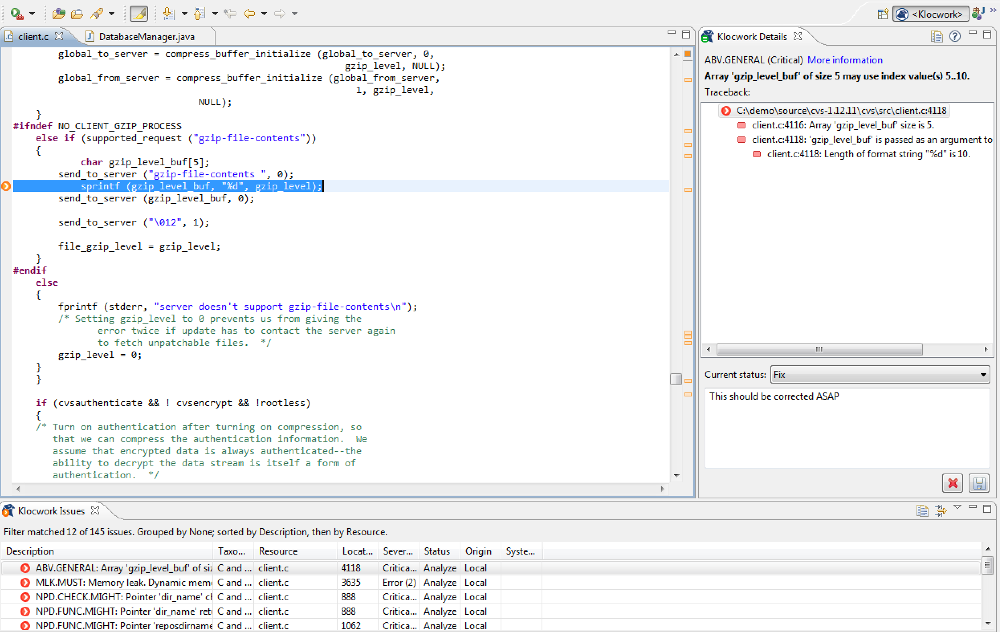 <Klocwork>
client.c
DatabaseManager.java
global_to_server = compress_buffer_initialize (global_to_server, 0,
gzip_level, NULL);
global_from_server = compress_buffer_initialize (global_from_server,
1, gzip_level,
NULL);
}
#ifndef NO_CLIENT_GZIP_PROCESS
else if (supported_request ("gzip-file-contents"))
{
char gzip_level_buf[5];
send_to_server ("gzip-file-contents ", 0);
sprintf (gzip_level_buf, "%d", gzip_level);
send_to_server (gzip_level_buf, 0);
send_to_server ("\012", 1);
file_gzip_level = gzip_level;
}
#endif
else
{
fprintf (stderr, "server doesn't support gzip-file-contents\n");
/* Setting gzip_level to 0 prevents us from giving the
error twice if update has to contact the server again
to fetch unpatchable files.  */
gzip_level = 0;
}
}
if (cvsauthenticate && ! cvsencrypt && !rootless)
{
/* Turn on authentication after turning on compression, so
that we can compress the authentication information.  We
assume that encrypted data is always authenticated--the
ability to decrypt the data stream is itself a form of
authentication.  */
Klocwork Details
ABV.GENERAL (Critical) More information
Array 'gzip_level_buf' of size 5 may use index value(s) 5..10.
Traceback:
C:\demo\source\cvs-1.12.11\cvs\src\client.c:4118
client.c:4116: Array 'gzip_level_buf' size is 5.
client.c:4118: 'gzip_level_buf' is passed as an argument to
client.c:4118: Length of format string "%d" is 10.
Current status: Fix
This should be corrected ASAP
Klocwork Issues
Filter matched 12 of 145 issues. Grouped by None; sorted by Description, then by Resource.
Description Taxo... Resource Locat... Sever... Status Origin Syste...
ABV.GENERAL: Array 'gzip_level_buf' of siz C and ... client.c 4118 Critica... Analyze Local
MLK.MUST: Memory leak. Dynamic mem C and ... client.c 3635 Error (2) Analyze Local
NPD.CHECK.MIGHT: Pointer 'dir_name' ch C and ... client.c 888 Critica... Analyze Local
NPD.FUNC.MIGHT: Pointer 'dir_name' retu C and ... client.c 888 Critica... Analyze Local
NPD.FUNC.MIGHT: Pointer 'reposdirname C and ... client.c 1062 Critica... Analyze Local